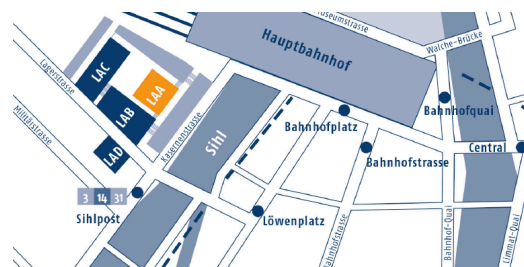 Museumstrasse
Walche-Brücke
Hauptbahnhof
Lagerstrasse
LAC
LAA
LAB
LAD
Militärstrasse
Kasernenstrasse
Sihl
Bahnhofplatz
Bahnhofquai
Bahnhofstrasse
Central
3 14 31
Sihlpost
Löwenplatz
Bahnhofstrasse
Bahnhof-Quai
Limmat-Quai